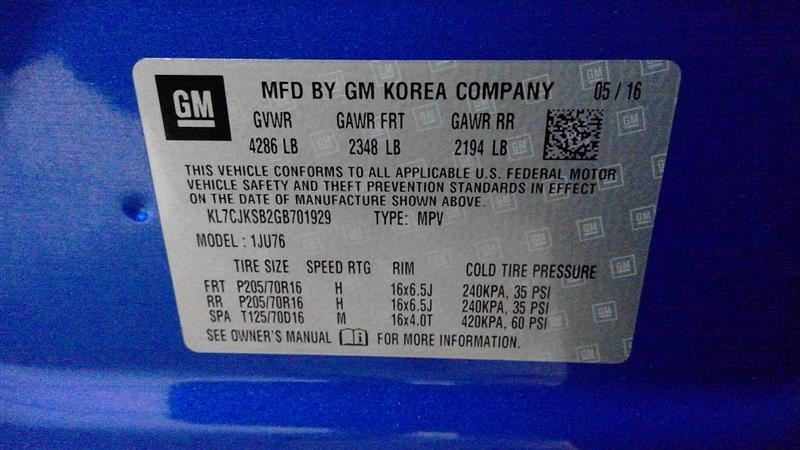 GM MFD BY GM KOREA COMPANY 05/16
GVWR GAWR FRT GAWR RR
4286 LB 2348 LB 2194 LB
THIS VEHICLE CONFORMS TO ALL APPLICABLE U.S. FEDERAL MOTOR
VEHICLE SAFETY AND THEFT PREVENTION STANDARDS IN EFFECT
ON THE DATE OF MANUFACTURE SHOWN ABOVE.
KL7CJKSB2GB701929 TYPE: MPV
MODEL : 1JU76
TIRE SIZE SPEED RTG RIM COLD TIRE PRESSURE
FRT P205/70R16 H 16x6.5J 240KPA, 35 PSI
RR P205/70R16 H 16x6.5J 240KPA, 35 PSI
SPA T125/70D16 M 16x4.0T 420KPA, 60 PSI
SEE OWNER'S MANUAL FOR MORE INFORMATION.